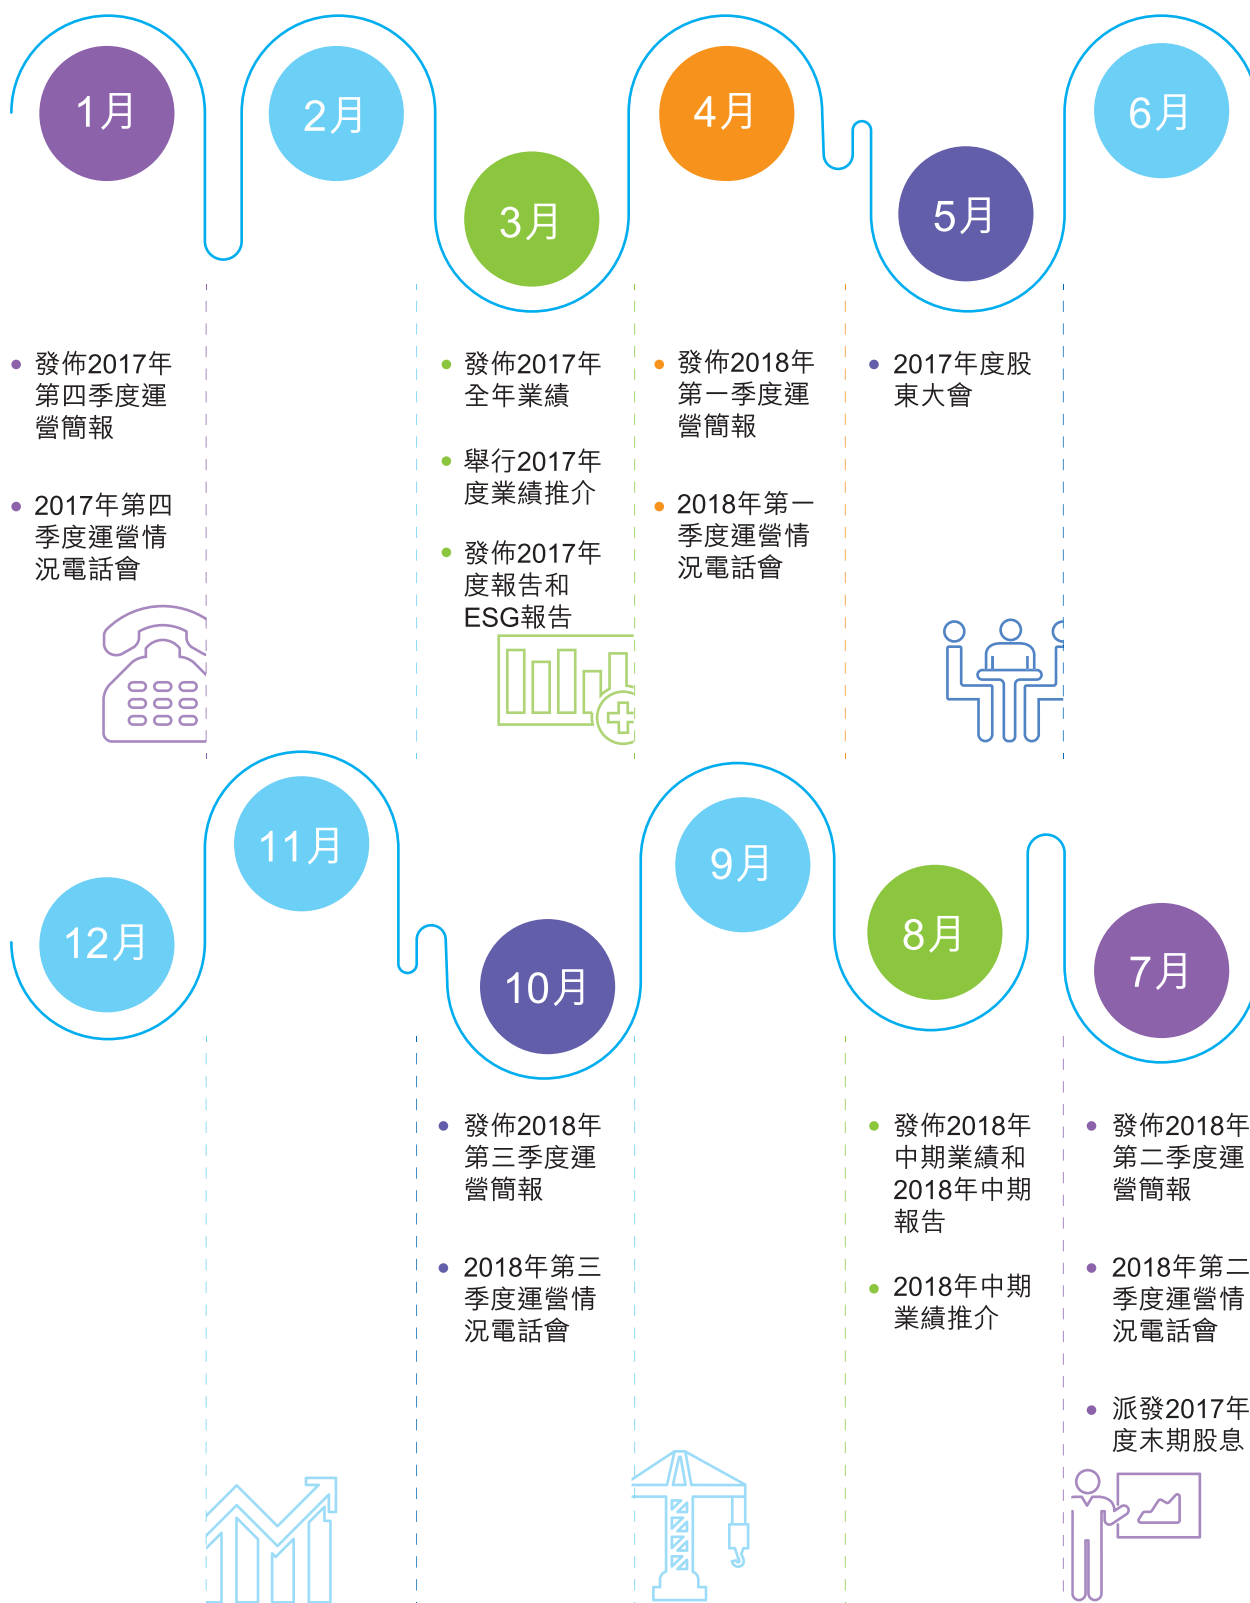 1月
2月
3月
4月
5月
6月
• 發佈2017年
第四季度運
營簡報
• 2017年第四
季度運營情
況電話會
• 發佈2017年
全年業績
• 舉行2017年
度業績推介
• 發佈2017年
度報告和
ESG報告
• 發佈2018年
第一季度運
營簡報
• 2018年第一
季度運營情
況電話會
• 2017年度股
東大會
12月
11月
10月
9月
8月
7月
• 發佈2018年
第三季度運
營簡報
• 2018年第三
季度運營情
況電話會
• 發佈2018年
中期業績和
2018年中期
報告
• 2018年中期
業績推介
• 發佈2018年
第二季度運
營簡報
• 2018年第二
季度運營情
況電話會
• 派發2017年
度末期股息